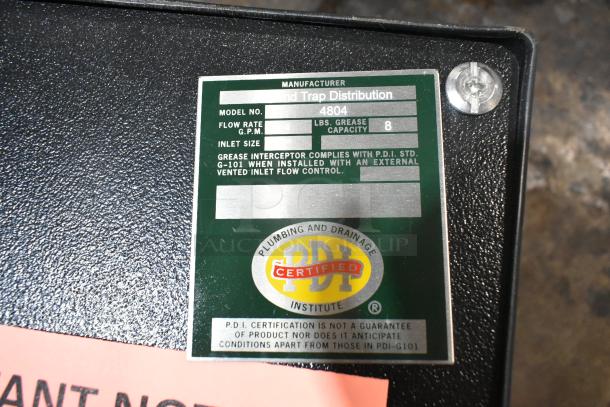 MANUFACTURER
Trap Distribution
MODEL NO. 4804
FLOW RATE G.P.M. LBS. GREASE CAPACITY 8
INLET SIZE
GREASE INTERCEPTOR COMPLIES WITH P.D.I. STD.
G-101 WHEN INSTALLED WITH AN EXTERNAL
VENTED INLET FLOW CONTROL.
PLUMBING AND DRAINAGE
PDI
CERTIFIED
INSTITUTE ®
P.D.I. CERTIFICATION IS NOT A GUARANTEE
OF PRODUCT NOR DOES IT ANTICIPATE
CONDITIONS APART FROM THOSE IN PDI-G101